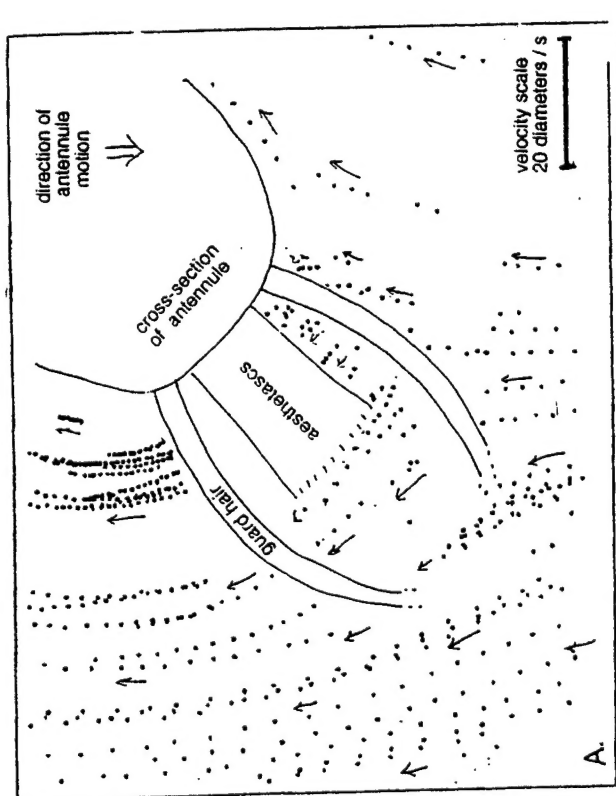 direction of
antennule
motion
cross-section
of antennule
aesthetascs
guard hair
velocity scale
20 diameters / s
A.